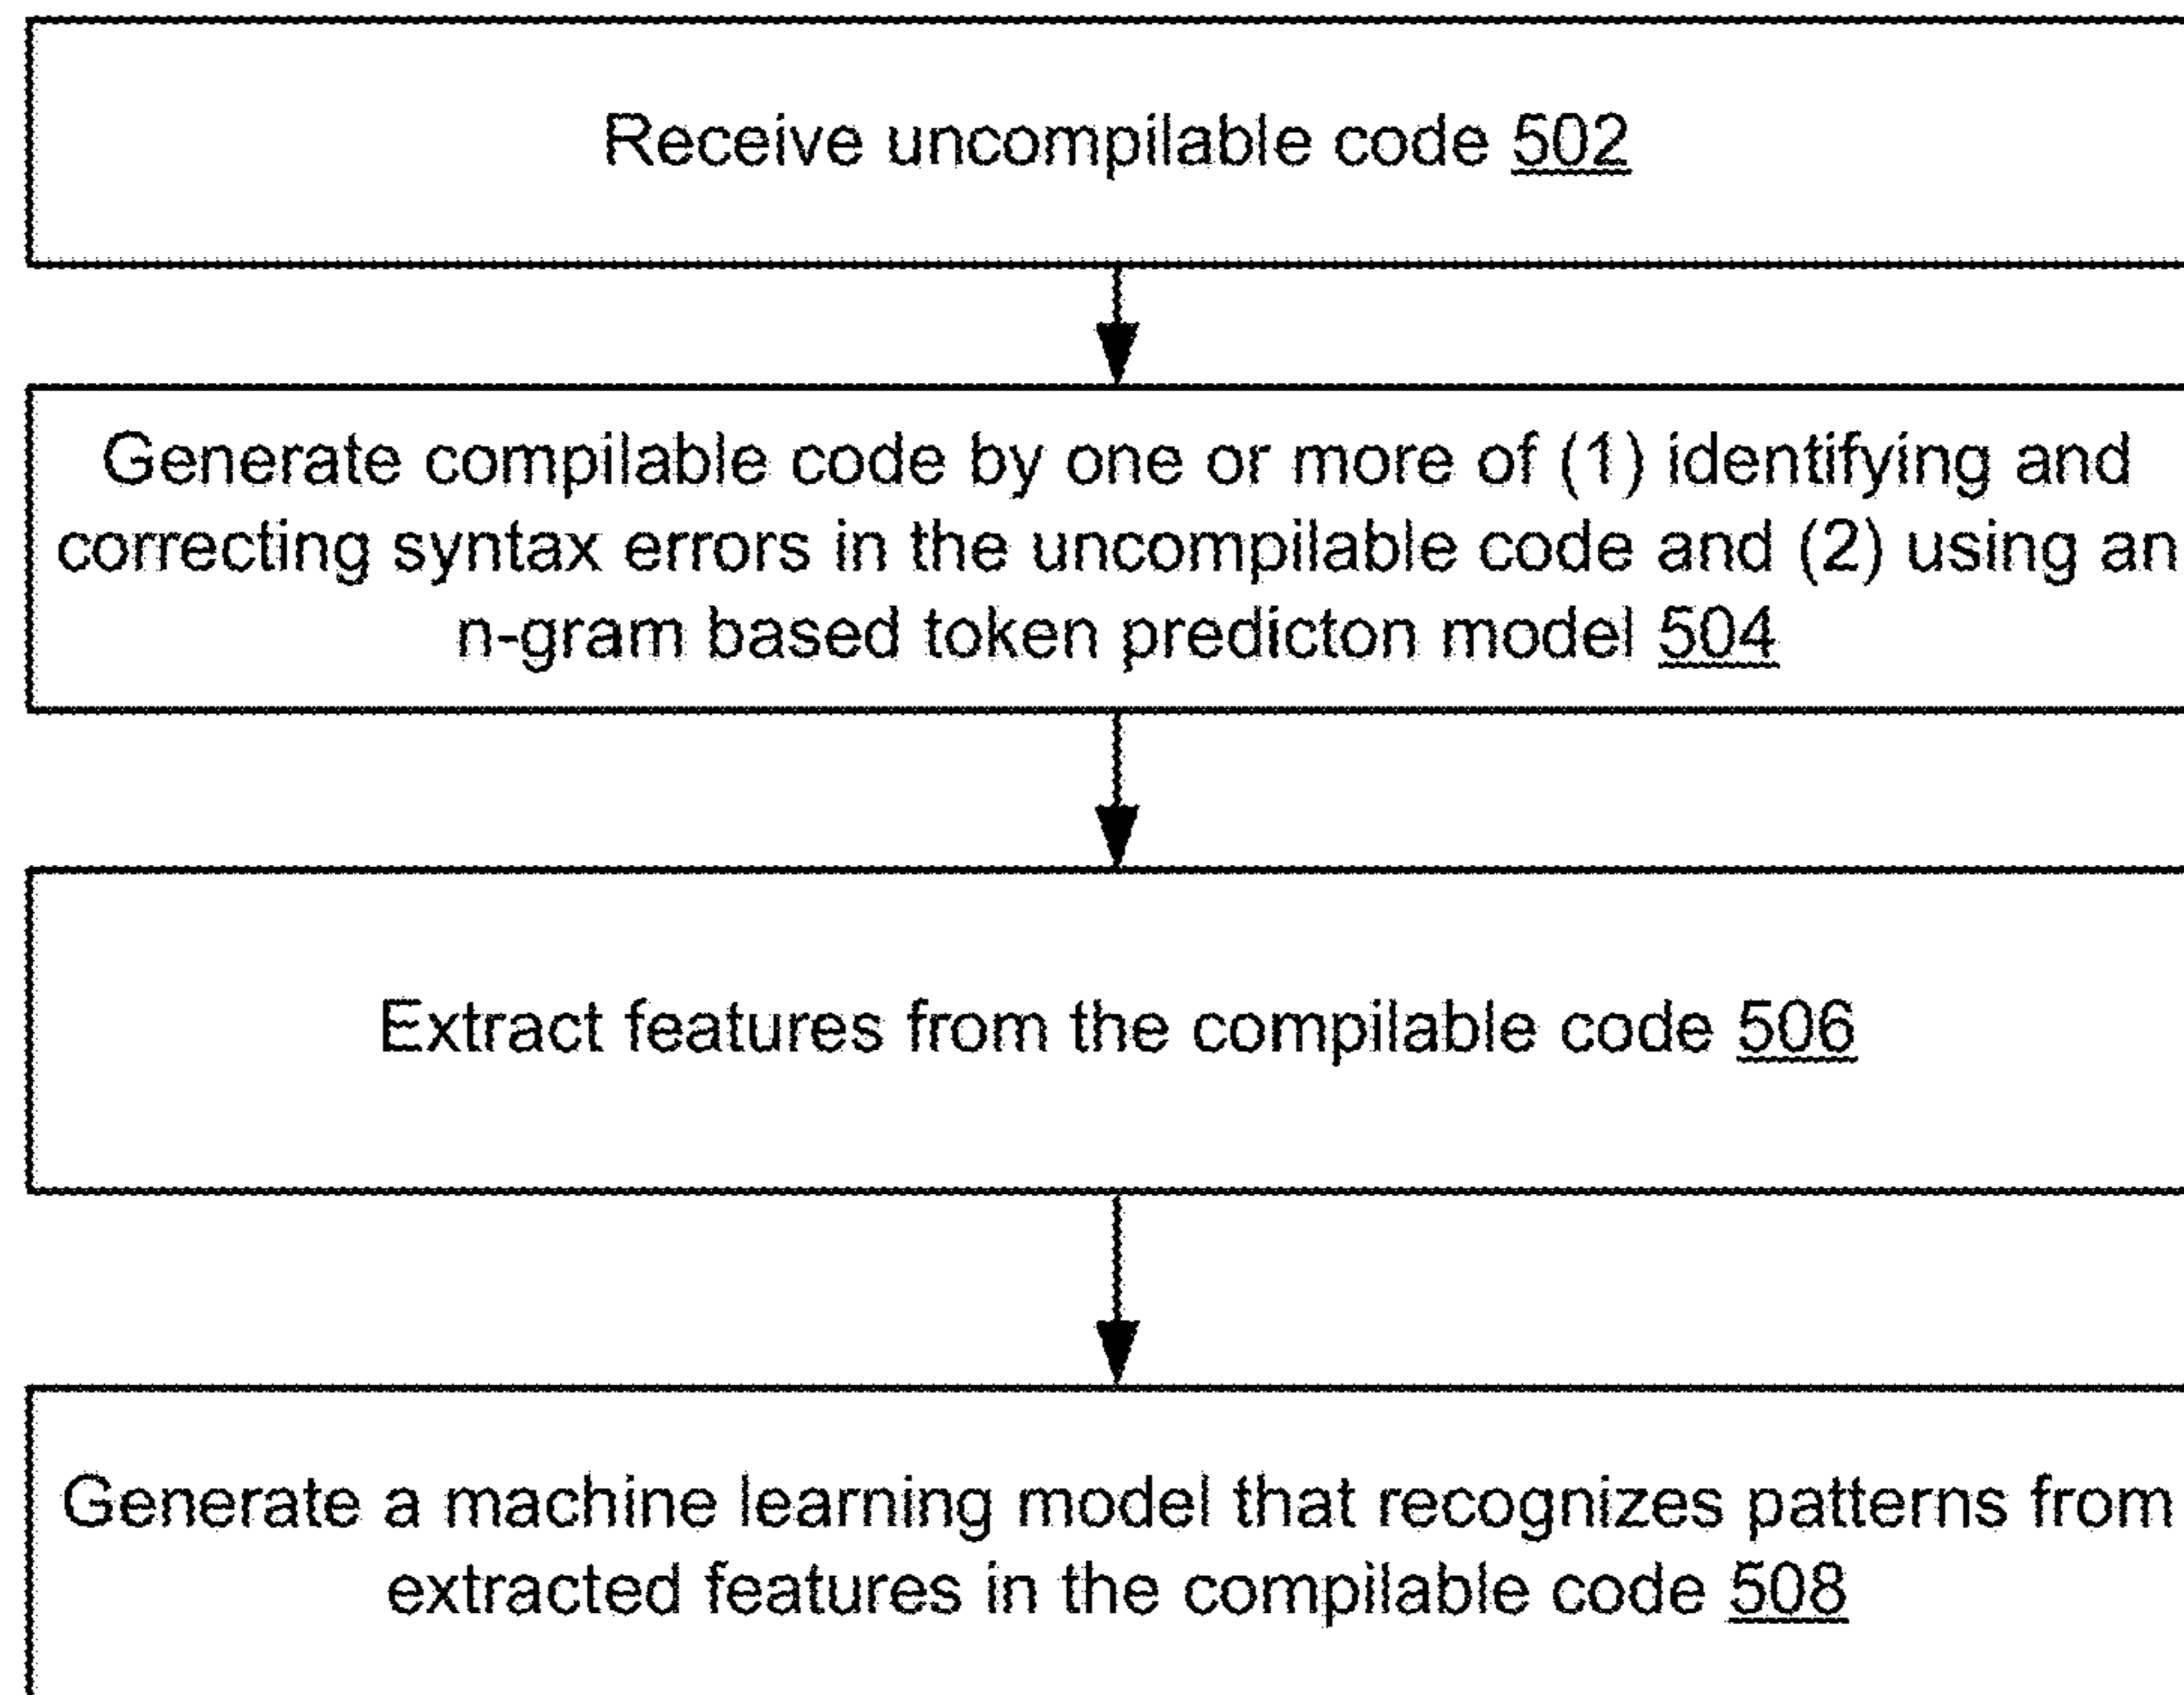 Receive uncompilable code 502
Generate compilable code by one or more of (1) identifying and
correcting syntax errors in the uncompilable code and (2) using an
n-gram based token predicton model 504
Extract features from the compilable code 506
Generate a machine learning model that recognizes patterns from
extracted features in the compilable code 508